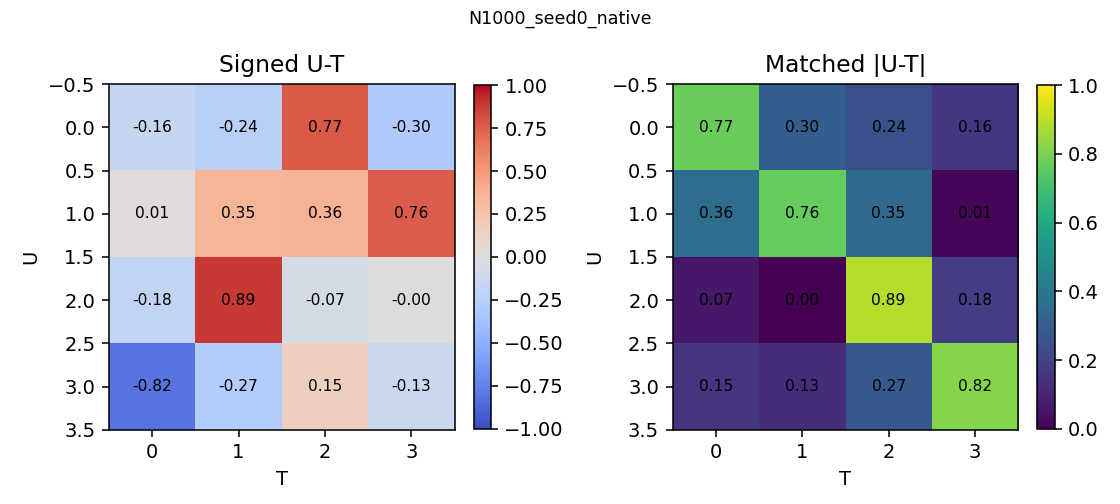 N1000_seed0_native
Signed U-T
Matched |U-T|
−0.5
0.0
0.5
1.0
1.5
2.0
2.5
3.0
3.5
U
-0.16 -0.24 0.77 -0.30
0.01 0.35 0.36 0.76
-0.18 0.89 -0.07 -0.00
-0.82 -0.27 0.15 -0.13
0 1 2 3
T
1.00
0.75
0.50
0.25
0.00
−0.25
−0.50
−0.75
−1.00
−0.5
0.0
0.5
1.0
1.5
2.0
2.5
3.0
3.5
U
0.77 0.30 0.24 0.16
0.36 0.76 0.35 0.01
0.07 0.00 0.89 0.18
0.15 0.13 0.27 0.82
0 1 2 3
T
1.0
0.8
0.6
0.4
0.2
0.0